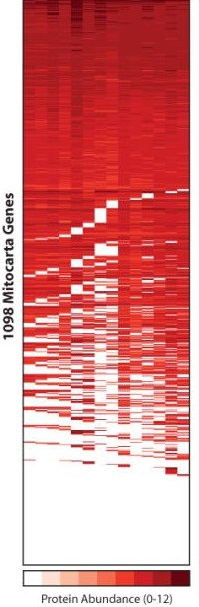 1098 Mitocarta Genes
Protein Abundance (0-12)